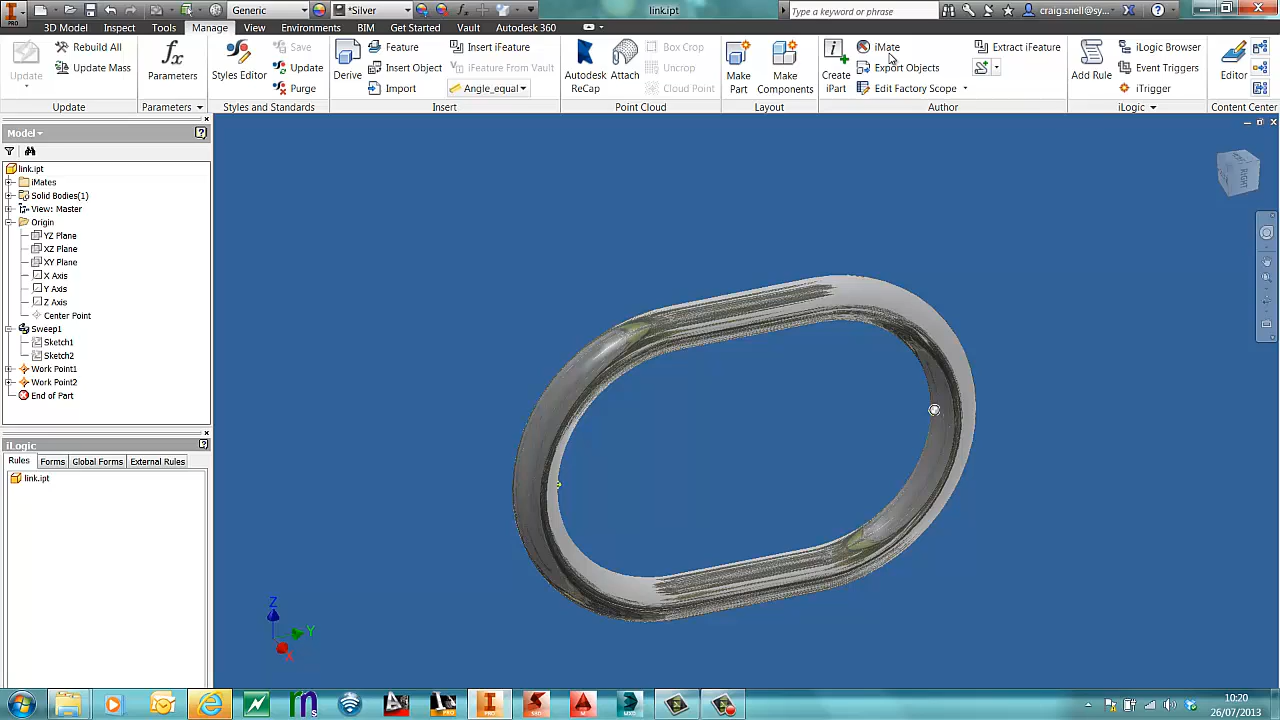 Generic
*Silver
link.ipt
Type a keyword or phrase
craig.snell@sy...
PRO
3D Model Inspect Tools Manage View Environments BIM Get Started Vault Autodesk 360
Update
Rebuild All
Update Mass
Update
Parameters
Parameters
Styles Editor
Save
Update
Purge
Styles and Standards
Derive
Feature
Insert Object
Import
Insert iFeature
iFeature From Vault
Angle_equal
Insert
Autodesk ReCap
Attach
Box Crop
Uncrop
Cloud Point
Point Cloud
Make Part
Make Components
Layout
Create iPart
iMate
Export Objects
Edit Factory Scope
Extract iFeature
Author
Add Rule
iLogic Browser
Event Triggers
iTrigger
iLogic
Editor
Content Center
Model
link.ipt
iMates
Solid Bodies(1)
View: Master
Origin
YZ Plane
XZ Plane
XY Plane
X Axis
Y Axis
Z Axis
Center Point
Sweep1
Sketch1
Sketch2
Work Point1
Work Point2
End of Part
iLogic
Rules Forms Global Forms External Rules
link.ipt
RIGHT
Z
Y
X
10:20
26/07/2013